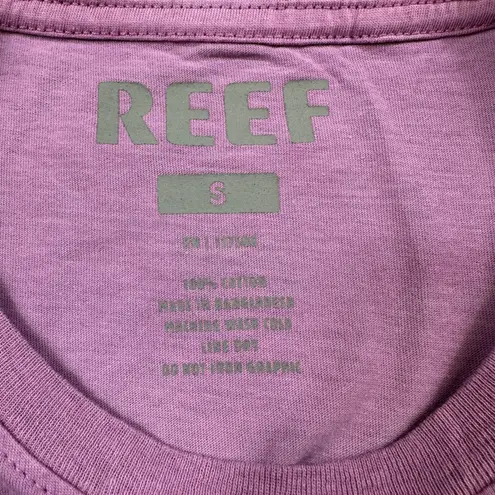 REEF
S
100% COTTON
MADE IN BANGLADESH
MACHINE WASH COLD
LINE DRY
DO NOT IRON GRAPHIC